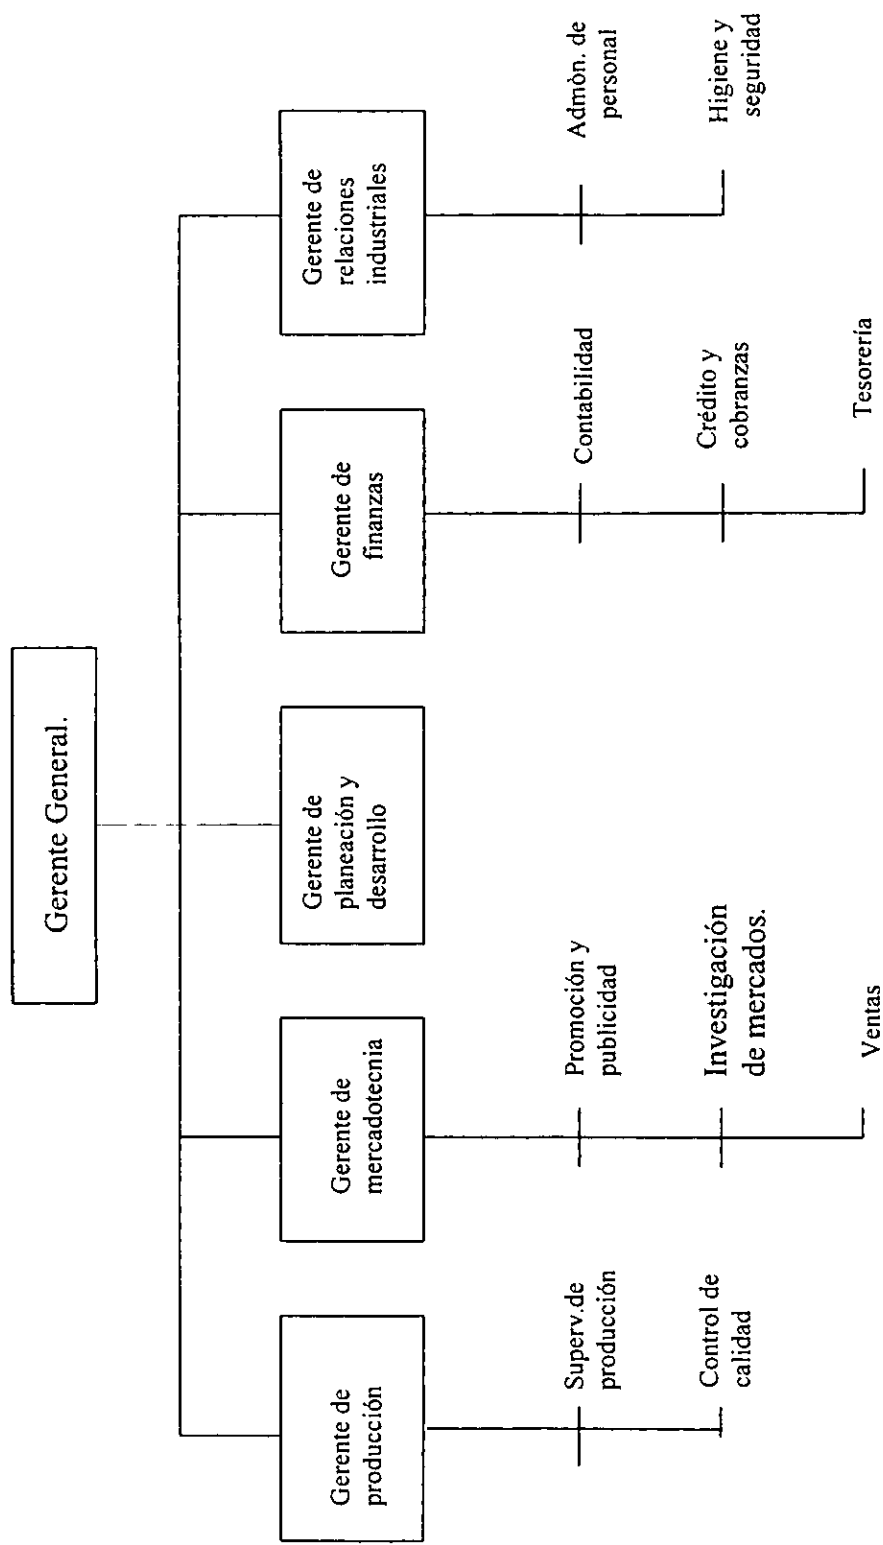 Gerente General.
Gerente de
producción
Gerente de
mercadotecnia
Gerente de
planeación y
desarrollo
Gerente de
finanzas
Gerente de
relaciones
industriales
Superv.de
producción
Control de
calidad
Promoción y
publicidad
Investigación
de mercados.
Ventas
Contabilidad
Crédito y
cobranzas
Tesorería
Admòn. de
personal
Higiene y
seguridad